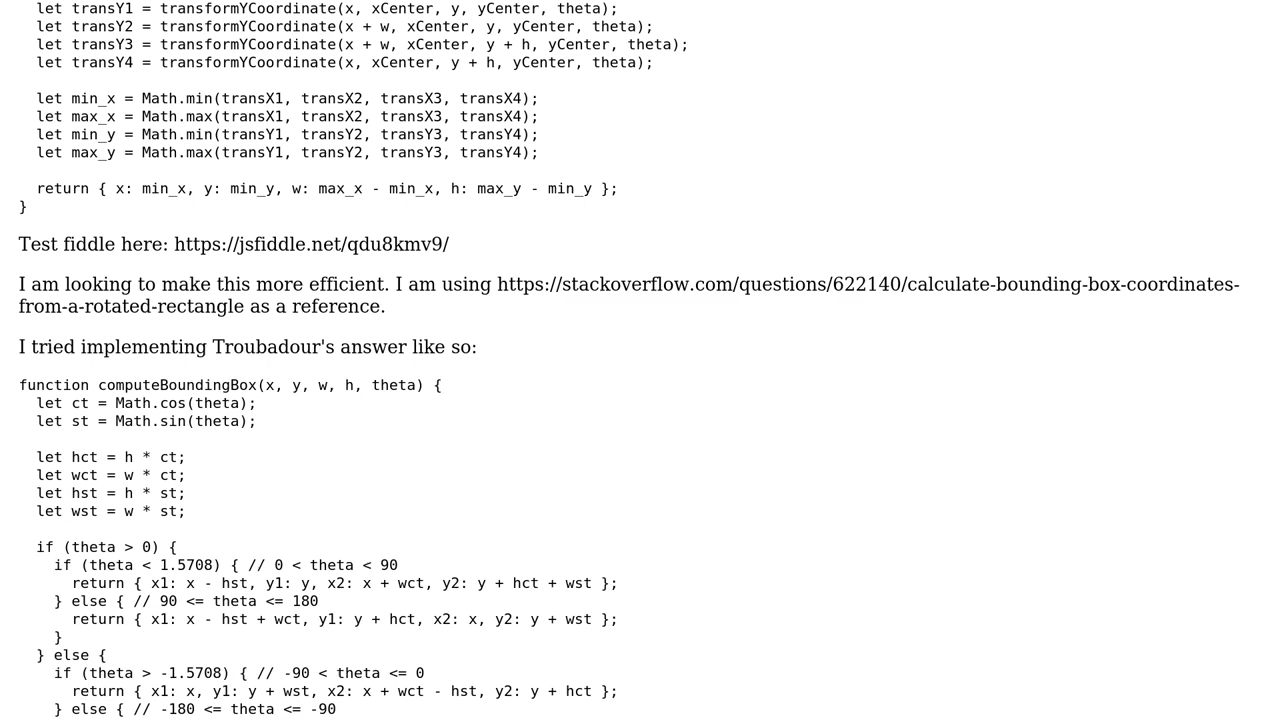 let transY1 = transformYCoordinate(x, xCenter, y, yCenter, theta);
let transY2 = transformYCoordinate(x + w, xCenter, y, yCenter, theta);
let transY3 = transformYCoordinate(x + w, xCenter, y + h, yCenter, theta);
let transY4 = transformYCoordinate(x, xCenter, y + h, yCenter, theta);
let min_x = Math.min(transX1, transX2, transX3, transX4);
let max_x = Math.max(transX1, transX2, transX3, transX4);
let min_y = Math.min(transY1, transY2, transY3, transY4);
let max_y = Math.max(transY1, transY2, transY3, transY4);
return { x: min_x, y: min_y, w: max_x - min_x, h: max_y - min_y };
}
Test fiddle here: https://jsfiddle.net/qdu8kmv9/
I am looking to make this more efficient. I am using https://stackoverflow.com/questions/622140/calculate-bounding-box-coordinates-
from-a-rotated-rectangle as a reference.
I tried implementing Troubadour's answer like so:
function computeBoundingBox(x, y, w, h, theta) {
let ct = Math.cos(theta);
let st = Math.sin(theta);
let hct = h * ct;
let wct = w * ct;
let hst = h * st;
let wst = w * st;
if (theta > 0) {
if (theta < 1.5708) { // 0 < theta < 90
return { x1: x - hst, y1: y, x2: x + wct, y2: y + hct + wst };
} else { // 90 <= theta <= 180
return { x1: x - hst + wct, y1: y + hct, x2: x, y2: y + wst };
}
} else {
if (theta > -1.5708) { // -90 < theta <= 0
return { x1: x, y1: y + wst, x2: x + wct - hst, y2: y + hct };
} else { // -180 <= theta <= -90